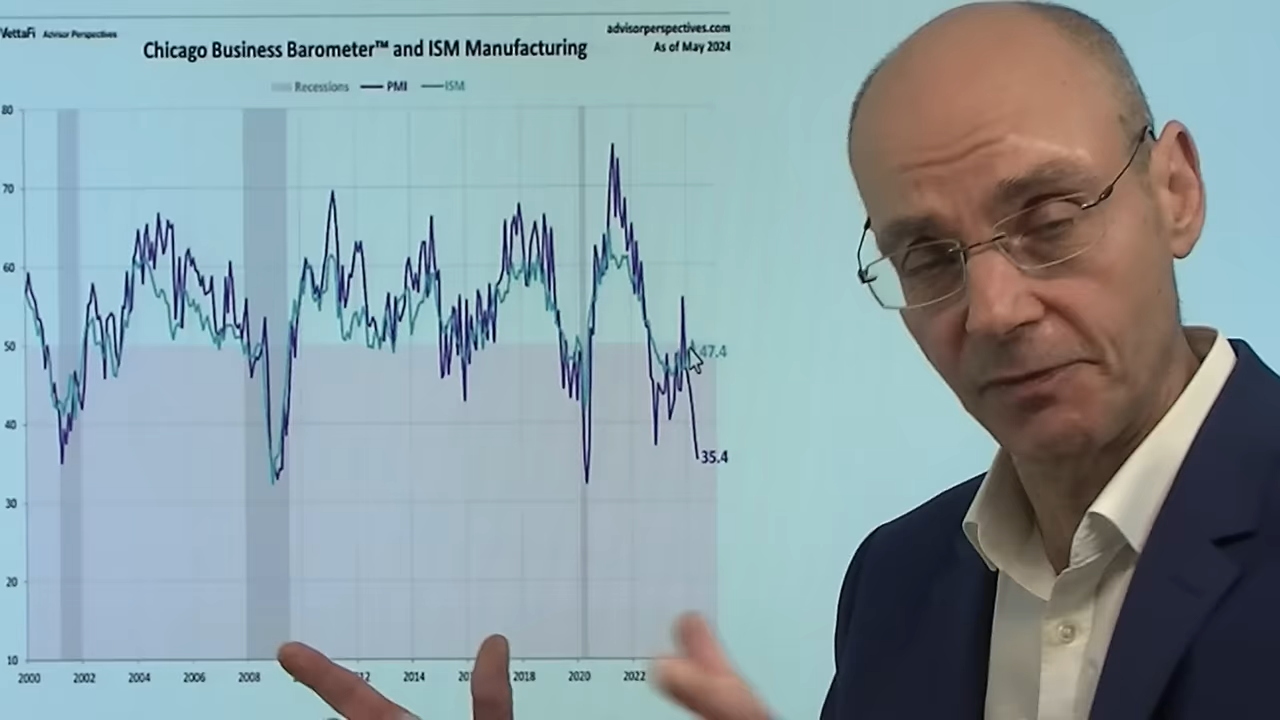 VettaFi Advisor Perspectives
advisorperspectives.com
Chicago Business Barometer™ and ISM Manufacturing
As of May 2024
Recessions PMI ISM
80
70
60
50
40
30
20
10
47.4
35.4
2000 2002 2004 2006 2008 12 2014 2018 2020 2022